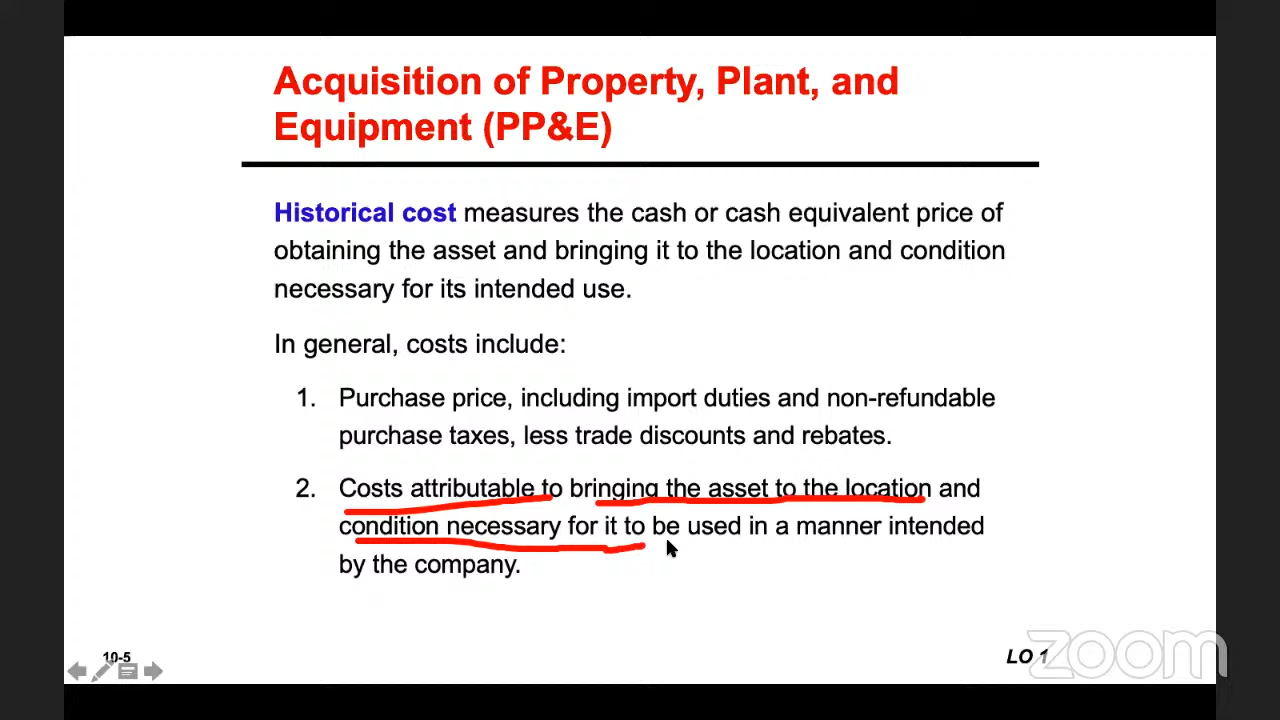 Acquisition of Property, Plant, and
Equipment (PP&E)
Historical cost measures the cash or cash equivalent price of
obtaining the asset and bringing it to the location and condition
necessary for its intended use.
In general, costs include:
1. Purchase price, including import duties and non-refundable
purchase taxes, less trade discounts and rebates.
2. Costs attributable to bringing the asset to the location and
condition necessary for it to be used in a manner intended
by the company.
10-5
LO 1
zoom